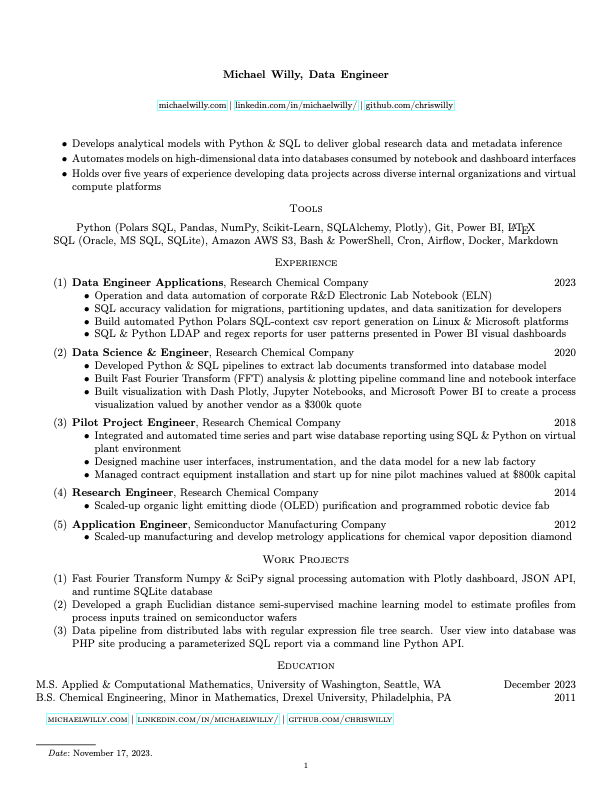 Michael Willy, Data Engineer
michaelwilly.com | linkedin.com/in/michaelwilly/ | github.com/chriswilly
• Develops analytical models with Python & SQL to deliver global research data and metadata inference
• Automates models on high-dimensional data into databases consumed by notebook and dashboard interfaces
• Holds over five years of experience developing data projects across diverse internal organizations and virtual
compute platforms
Tools
Python (Polars SQL, Pandas, NumPy, Scikit-Learn, SQLAlchemy, Plotly), Git, Power BI, LATEX
SQL (Oracle, MS SQL, SQLite), Amazon AWS S3, Bash & PowerShell, Cron, Airflow, Docker, Markdown
Experience
(1) Data Engineer Applications, Research Chemical Company 2023
• Operation and data automation of corporate R&D Electronic Lab Notebook (ELN)
• SQL accuracy validation for migrations, partitioning updates, and data sanitization for developers
• Build automated Python Polars SQL-context csv report generation on Linux & Microsoft platforms
• SQL & Python LDAP and regex reports for user patterns presented in Power BI visual dashboards
(2) Data Science & Engineer, Research Chemical Company 2020
• Developed Python & SQL pipelines to extract lab documents transformed into database model
• Built Fast Fourier Transform (FFT) analysis & plotting pipeline command line and notebook interface
• Built visualization with Dash Plotly, Jupyter Notebooks, and Microsoft Power BI to create a process
visualization valued by another vendor as a $300k quote
(3) Pilot Project Engineer, Research Chemical Company 2018
• Integrated and automated time series and part wise database reporting using SQL & Python on virtual
plant environment
• Designed machine user interfaces, instrumentation, and the data model for a new lab factory
• Managed contract equipment installation and start up for nine pilot machines valued at $800k capital
(4) Research Engineer, Research Chemical Company 2014
• Scaled-up organic light emitting diode (OLED) purification and programmed robotic device fab
(5) Application Engineer, Semiconductor Manufacturing Company 2012
• Scaled-up manufacturing and develop metrology applications for chemical vapor deposition diamond
Work Projects
(1) Fast Fourier Transform Numpy & SciPy signal processing automation with Plotly dashboard, JSON API,
and runtime SQLite database
(2) Developed a graph Euclidian distance semi-supervised machine learning model to estimate profiles from
process inputs trained on semiconductor wafers
(3) Data pipeline from distributed labs with regular expression file tree search. User view into database was
PHP site producing a parameterized SQL report via a command line Python API.
Education
M.S. Applied & Computational Mathematics, University of Washington, Seattle, WA December 2023
B.S. Chemical Engineering, Minor in Mathematics, Drexel University, Philadelphia, PA 2011
michaelwilly.com | linkedin.com/in/michaelwilly/ | github.com/chriswilly
Date: November 17, 2023.
1